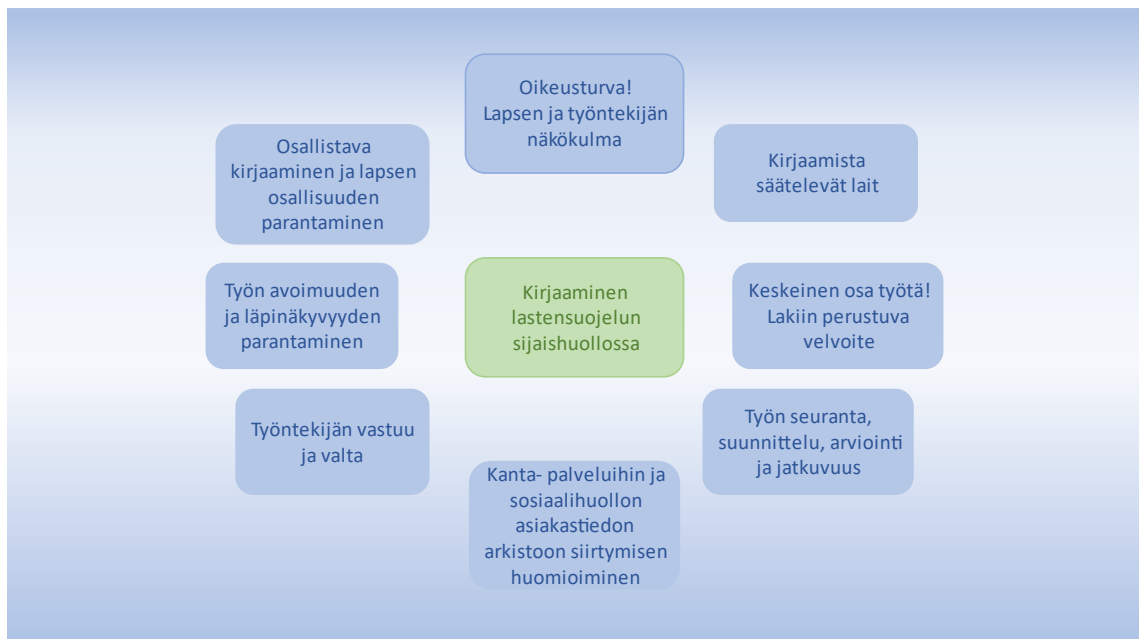 Oikeusturva!
Lapsen ja työntekijän
näkökulma
Osallistava
kirjaaminen ja lapsen
osallisuuden
parantaminen
Kirjaamista
säätelevät lait
Työn avoimuuden
ja läpinäkyvyyden
parantaminen
Kirjaaminen
lastensuojelun
sijaishuollossa
Keskeinen osa työtä!
Lakiin perustuva
velvoite
Työntekijän vastuu
ja valta
Työn seuranta,
suunnittelu, arviointi
ja jatkuvuus
Kanta- palveluihin ja
sosiaalihuollon
asiakastiedon
arkistoon siirtymisen
huomioiminen